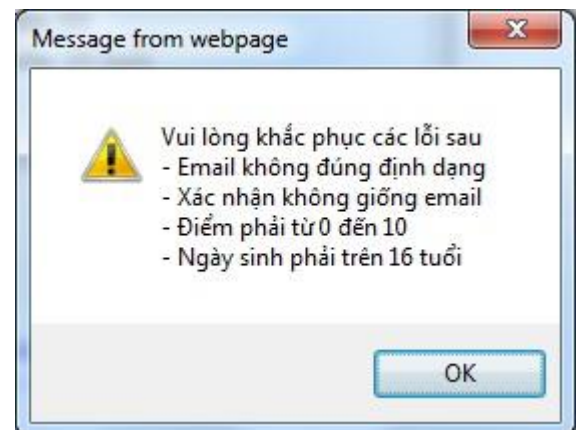 Message from webpage
Vui lòng khắc phục các lỗi sau
- Email không đúng định dạng
- Xác nhận không giống email
- Điểm phải từ 0 đến 10
- Ngày sinh phải trên 16 tuổi
OK